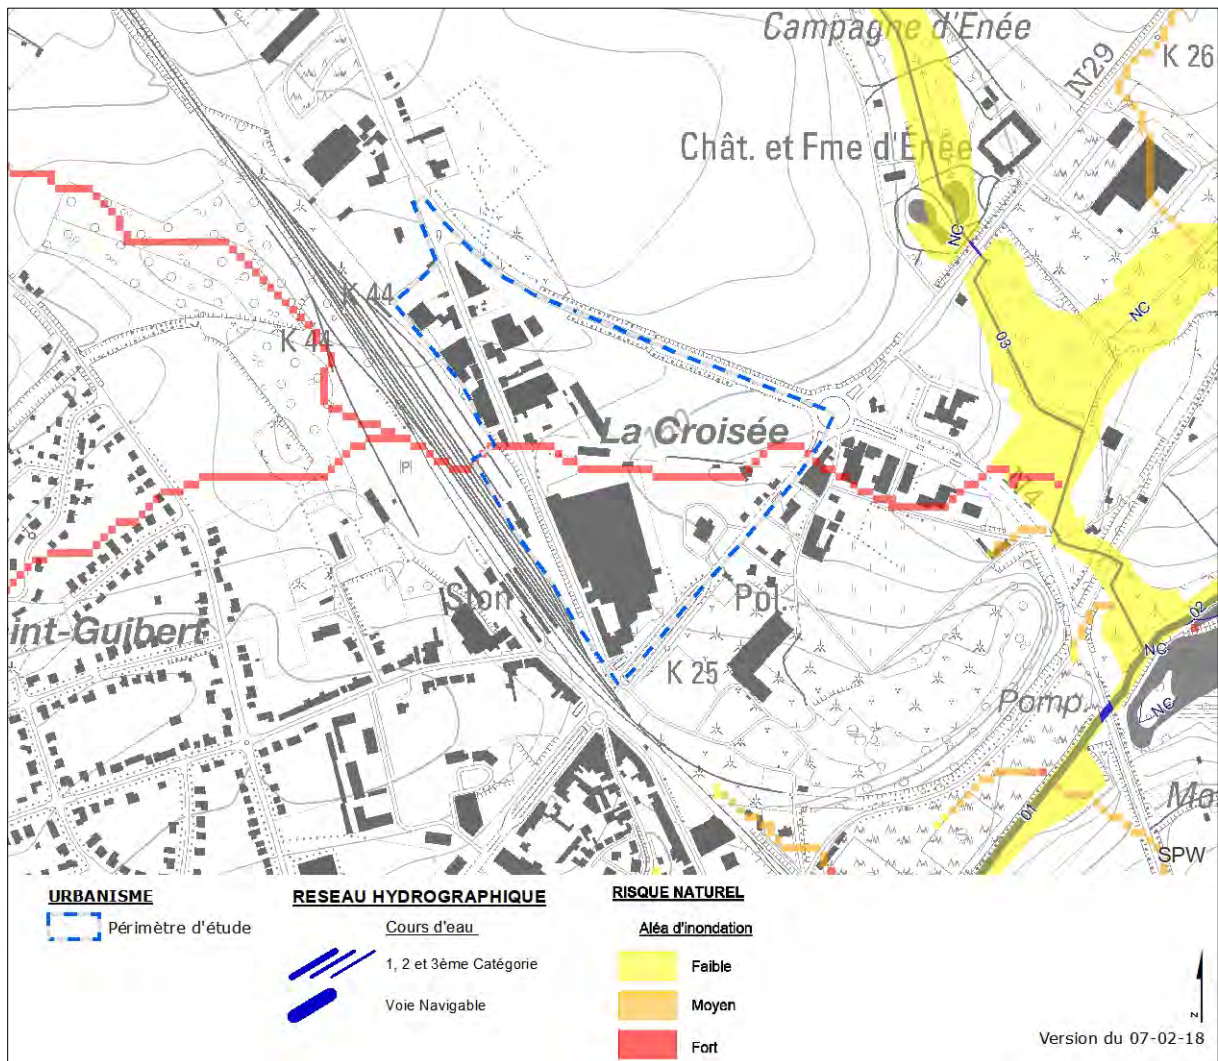 Campagne d'Enée
N29
K 26
Chât. et Fme d'Enée
NC
NC
K 44
K 44
03
La Croisée
P
Ston
Pol.
int-Guibert
K 25
02
NC
NC
Pomp.
01
Mo
SPW
URBANISME
Périmètre d'étude
RESEAU HYDROGRAPHIQUE
Cours d'eau
1, 2 et 3ème Catégorie
Voie Navigable
RISQUE NATUREL
Aléa d'inondation
Faible
Moyen
Fort
N
Version du 07-02-18